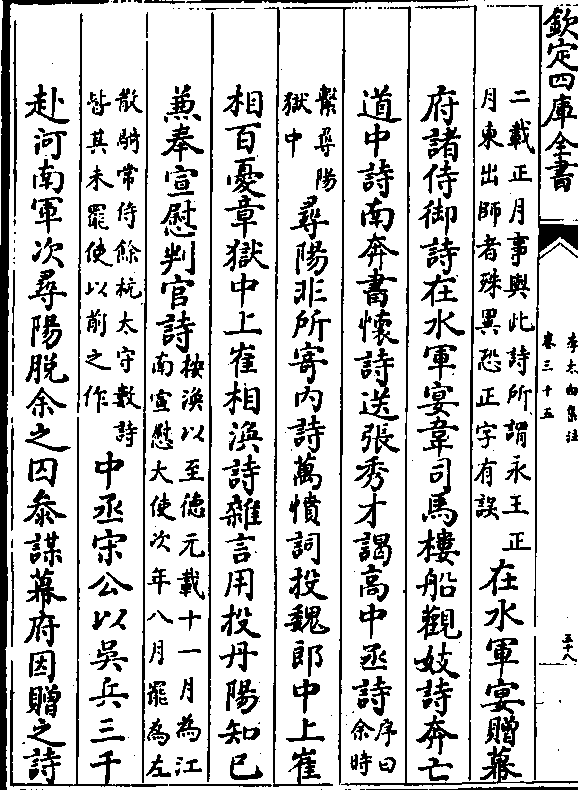 欽定四庫全書
李太白集注
卷三十五
五十八
二載正月事與此詩所謂永王正
月東出師者殊異恐正字有誤
在水軍宴贈幕
府諸侍御詩在水軍宴韋司馬樓船觀妓詩奔亡
道中詩南奔書懷詩送張秀才謁高中丞詩
序曰
余時
繫尋陽
獄中
尋陽非所寄内詩萬憤詞投魏郎中上崔
相百憂章獄中上崔相渙詩雜言用投丹陽知已
兼奉宣慰判官詩
按渙以至德元載十一月為江
南宣慰大使次年八月罷為左
散騎常侍餘杭太守數詩
皆其未罷使以前之作
中丞宋公以吳兵三千
赴河南軍次尋陽脫余之囚叅謀幕府因贈之詩